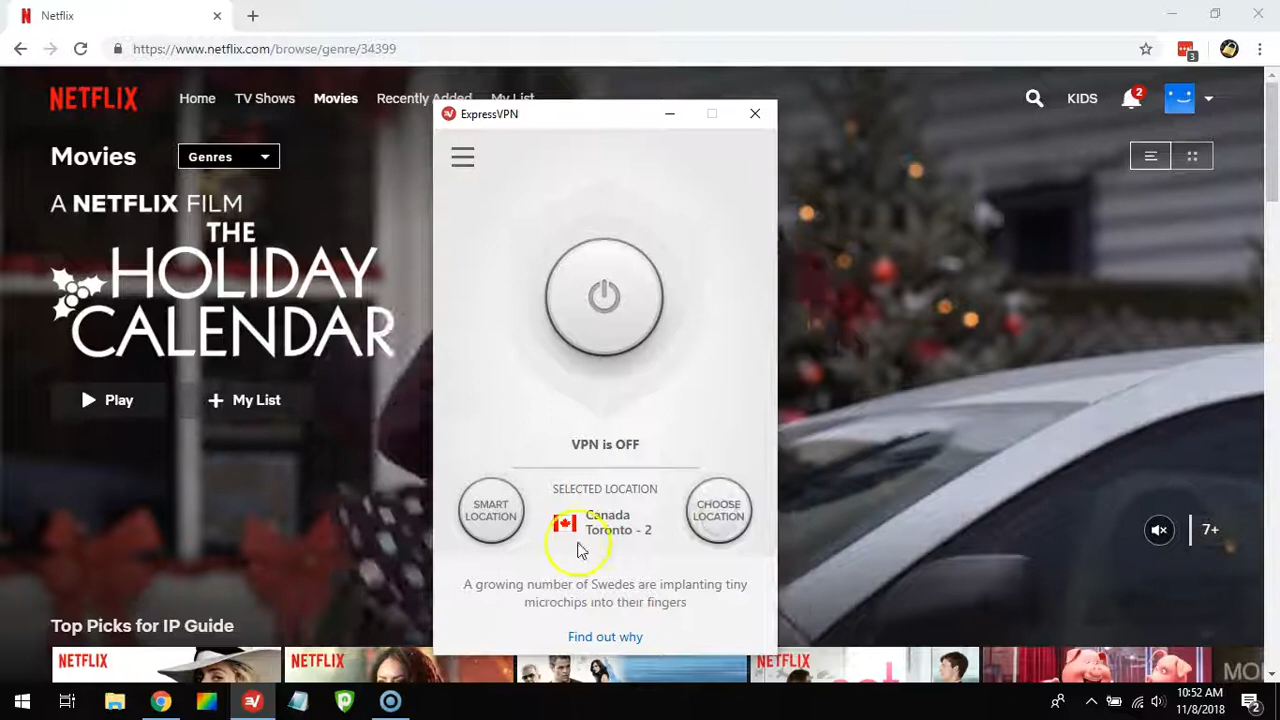 Netflix
https://www.netflix.com/browse/genre/34399
3
NETFLIX
Home
TV Shows
Movies
Recently Added
My List
KIDS
2
ExpressVPN
Movies
Genres
A NETFLIX FILM
THE
HOLIDAY
CALENDAR
Play
My List
VPN is OFF
SMART
LOCATION
SELECTED LOCATION
Canada
Toronto - 2
CHOOSE
LOCATION
7+
A growing number of Swedes are implanting tiny
microchips into their fingers
Find out why
Top Picks for IP Guide
NETFLIX
NETFLIX
NETFLIX
10:52 AM
11/8/2018
2